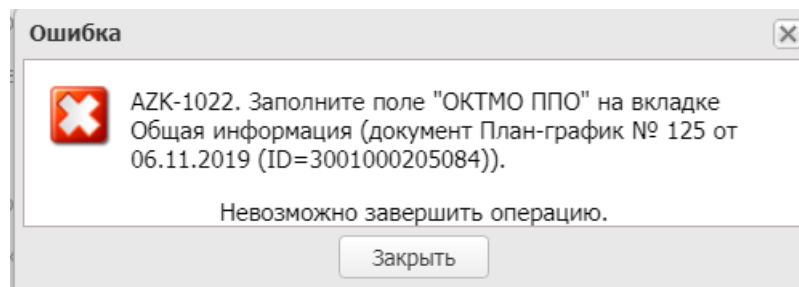 Ошибка
AZK-1022. Заполните поле "ОКТМО ППО" на вкладке
Общая информация (документ План-график № 125 от
06.11.2019 (ID=3001000205084)).
Невозможно завершить операцию.
Закрыть